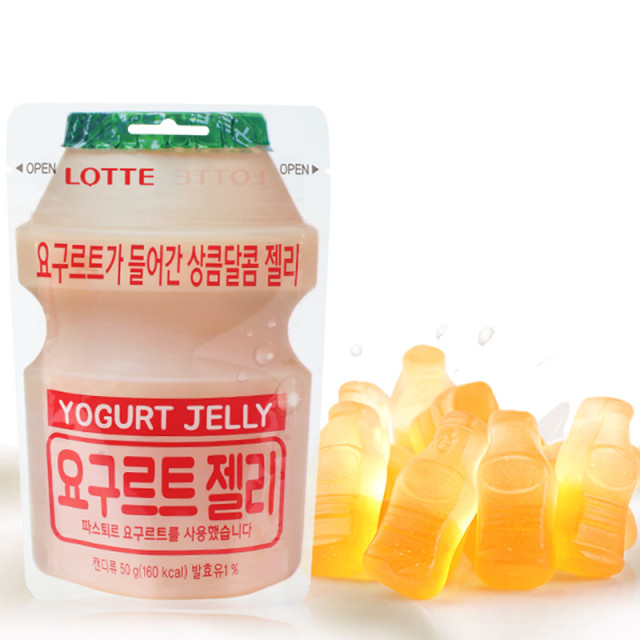 ◀ OPEN
LOTTE
OPEN ▶
요구르트가 들어간 상큼달콤 젤리
YOGURT JELLY
요구르트 젤리
파스퇴르 요구르트를 사용했습니다
캔디류 50 g(160 kcal) 발효유1%